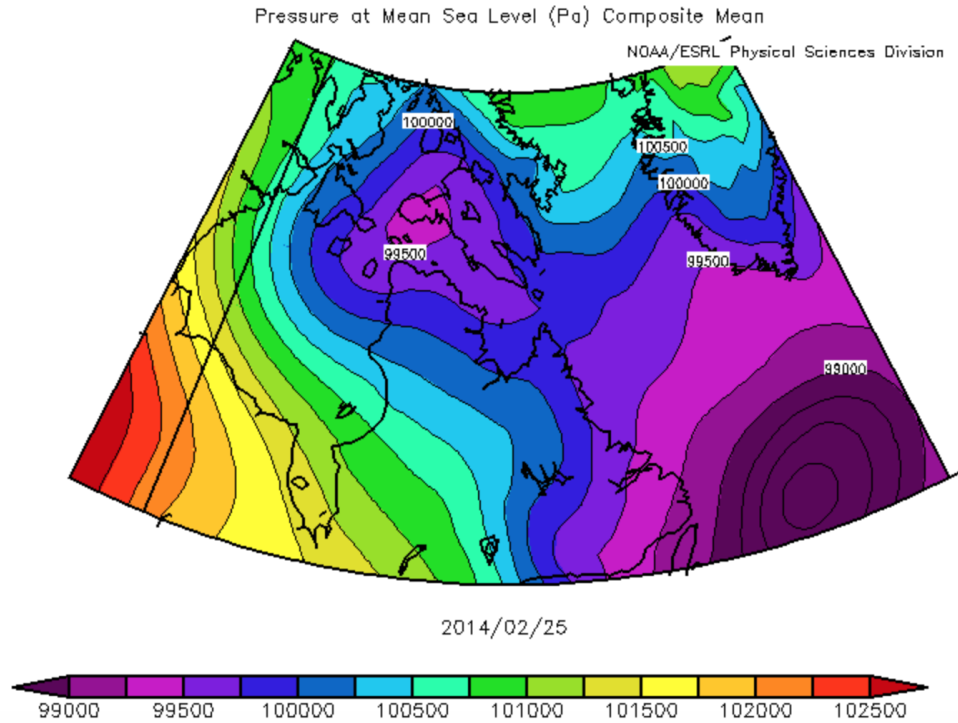 Pressure at Mean Sea Level (Pa) Composite Mean
NOAA/ESRL Physical Sciences Division
100000
100500
100000
99500
99500
99000
2014/02/25
99000 99500 100000 100500 101000 101500 102000 102500